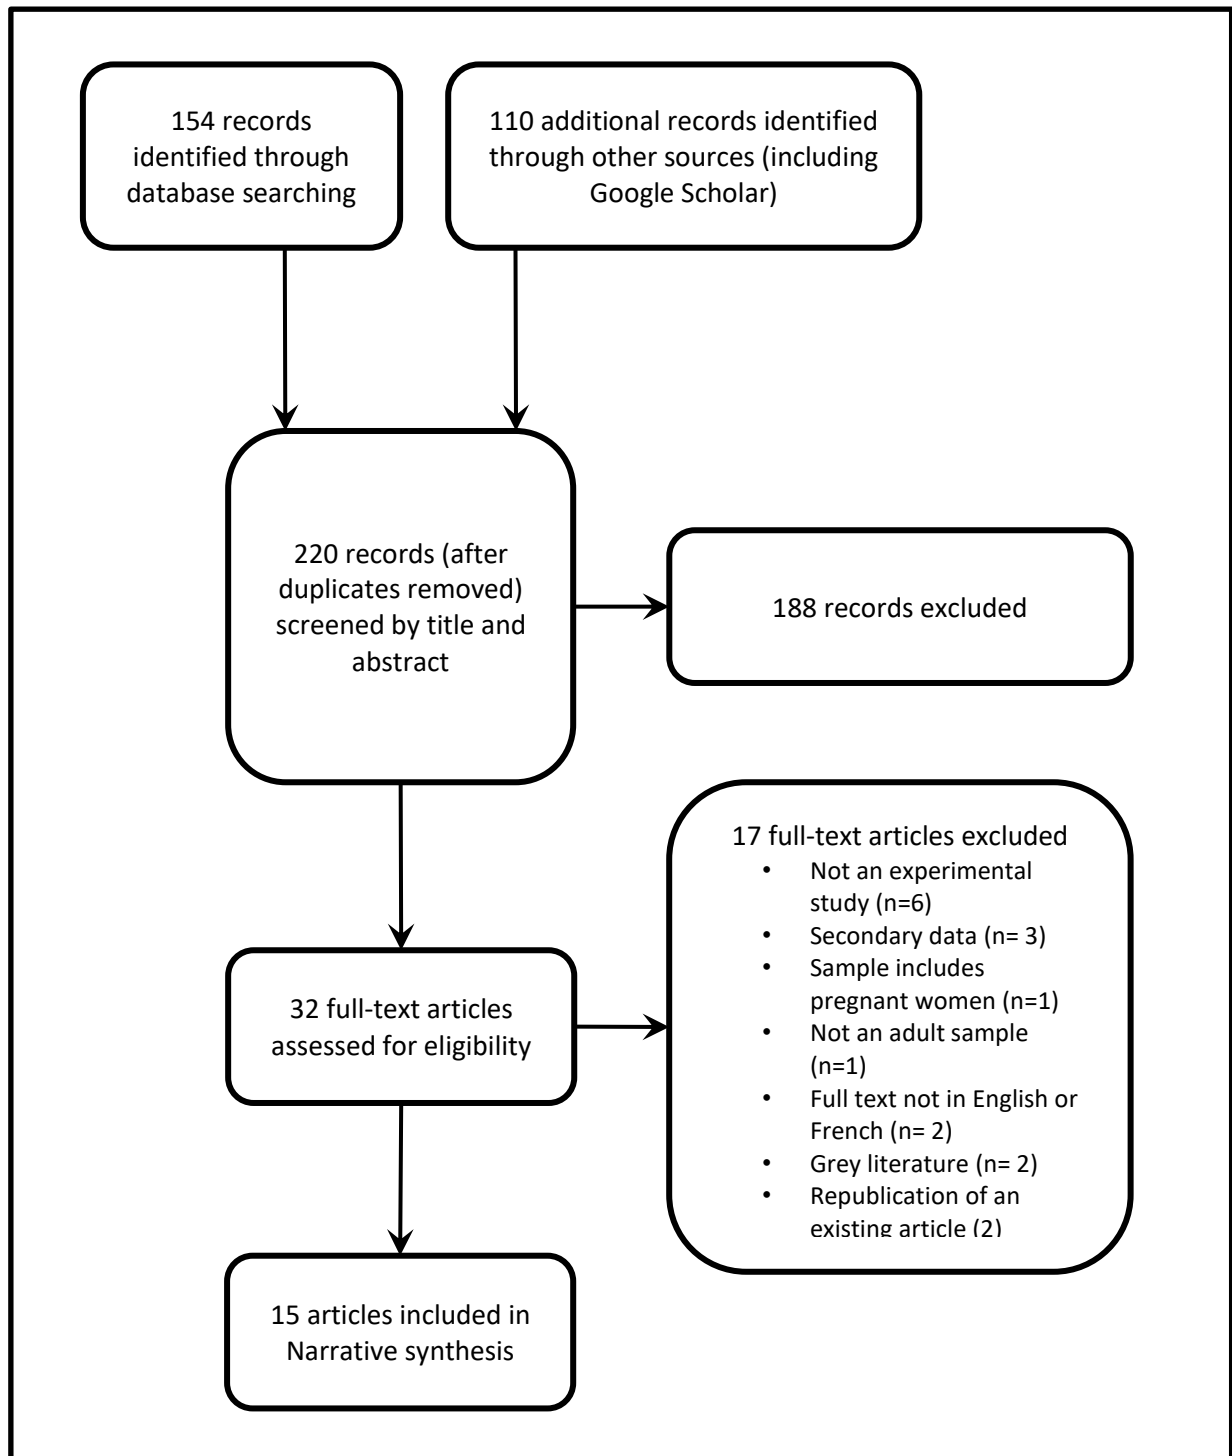 154 records
identified through
database searching
110 additional records identified
through other sources (including
Google Scholar)
220 records (after
duplicates removed)
screened by title and
abstract
188 records excluded
17 full-text articles excluded
• Not an experimental
study (n=6)
• Secondary data (n= 3)
• Sample includes
pregnant women (n=1)
• Not an adult sample
(n=1)
• Full text not in English or
French (n= 2)
• Grey literature (n= 2)
• Republication of an
existing article (2)
32 full-text articles
assessed for eligibility
15 articles included in
Narrative synthesis